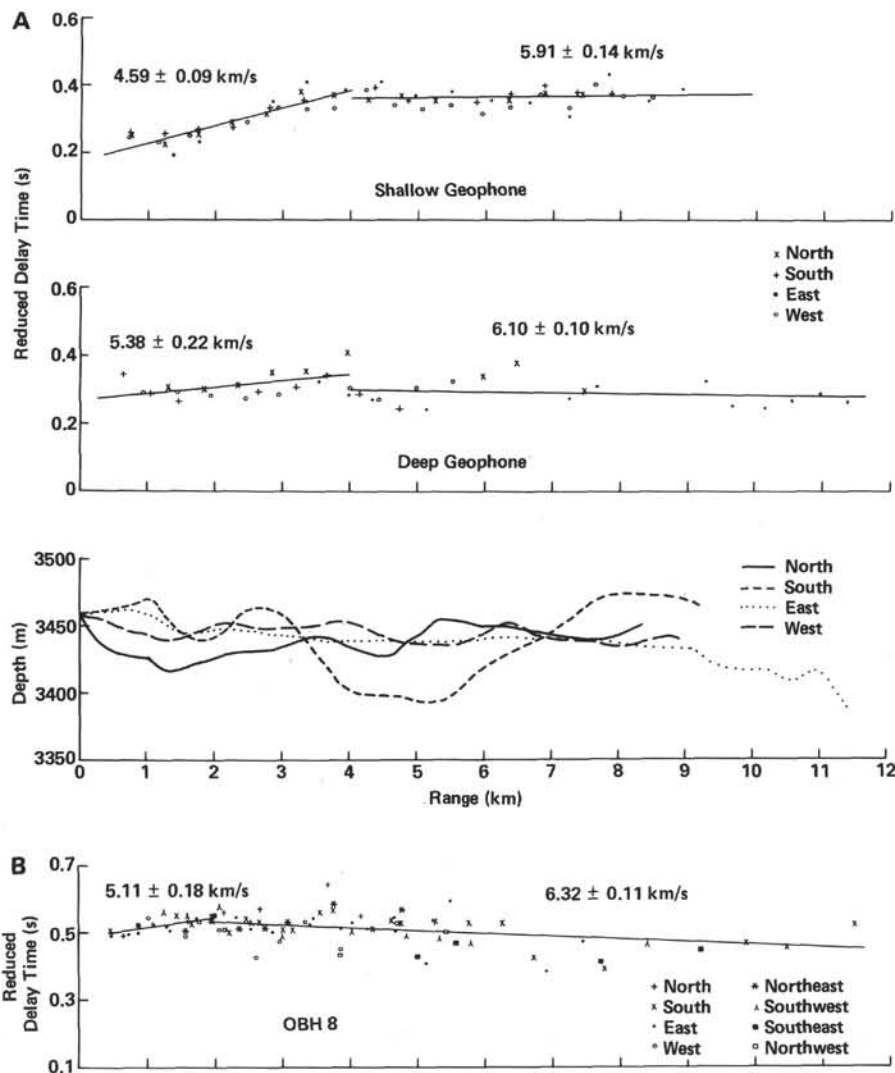 A
0.6
0.4
0.2
0
4.59 ± 0.09 km/s
5.91 ± 0.14 km/s
Shallow Geophone
Reduced Delay Time (s)
x North
+ South
• East
o West
0.6
0.4
0.2
0
5.38 ± 0.22 km/s
6.10 ± 0.10 km/s
Deep Geophone
3500
3450
3400
3350
Depth (m)
North
South
East
West
0 1 2 3 4 5 6 7 8 9 10 11 12
Range (km)
B
0.7
0.5
0.3
0.1
Reduced
Delay Time (s)
5.11 ± 0.18 km/s
6.32 ± 0.11 km/s
OBH 8
+ North
x South
• East
o West
* Northeast
⅄ Southwest
■ Southeast
□ Northwest